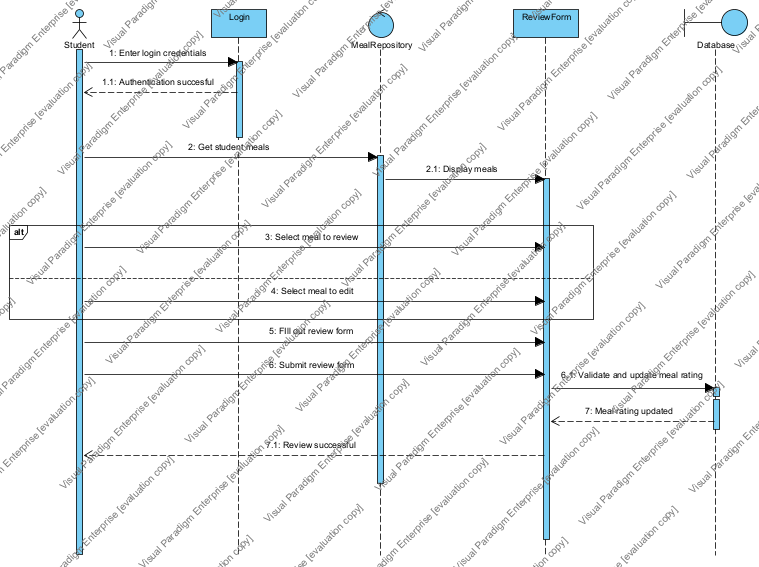 Login
ReviewForm
Student
MealRepository
Database
1: Enter login credentials
1.1: Authentication succesful
2: Get student meals
2.1: Display meals
alt
3: Select meal to review
4: Select meal to edit
5: Fill out review form
6: Submit review form
6.1: Validate and update meal rating
7: Meal rating updated
7.1: Review successful
Visual Paradigm Enterprise [evaluation copy]